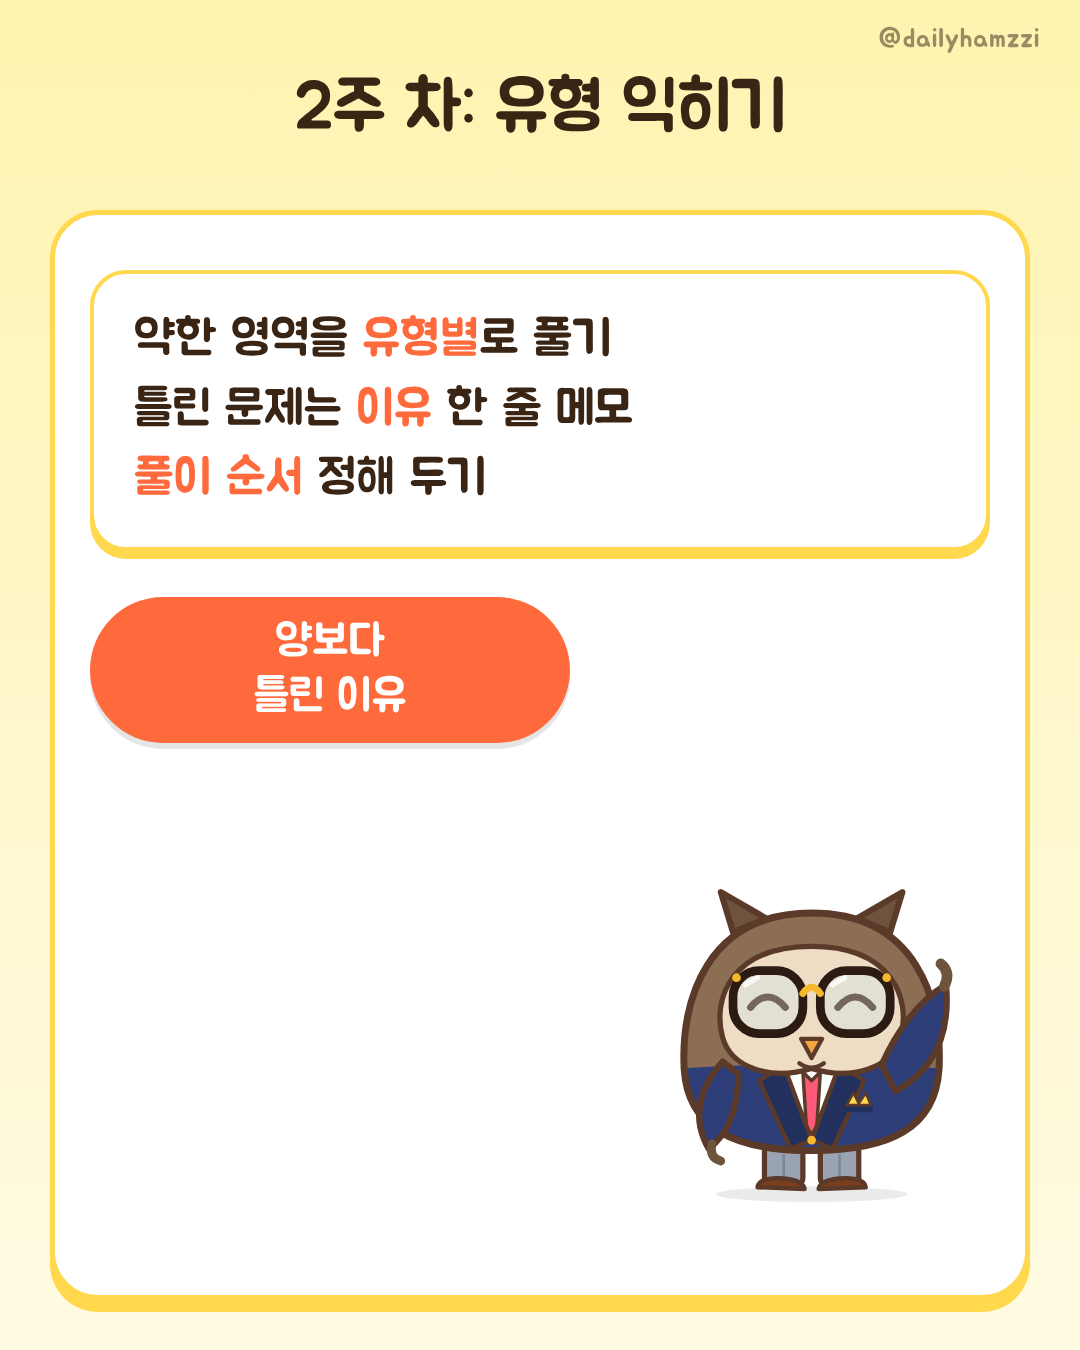 @dailyhamzzi
2주 차: 유형 익히기
약한 영역을 유형별로 풀기
틀린 문제는 이유 한 줄 메모
풀이 순서 정해 두기
양보다
틀린 이유